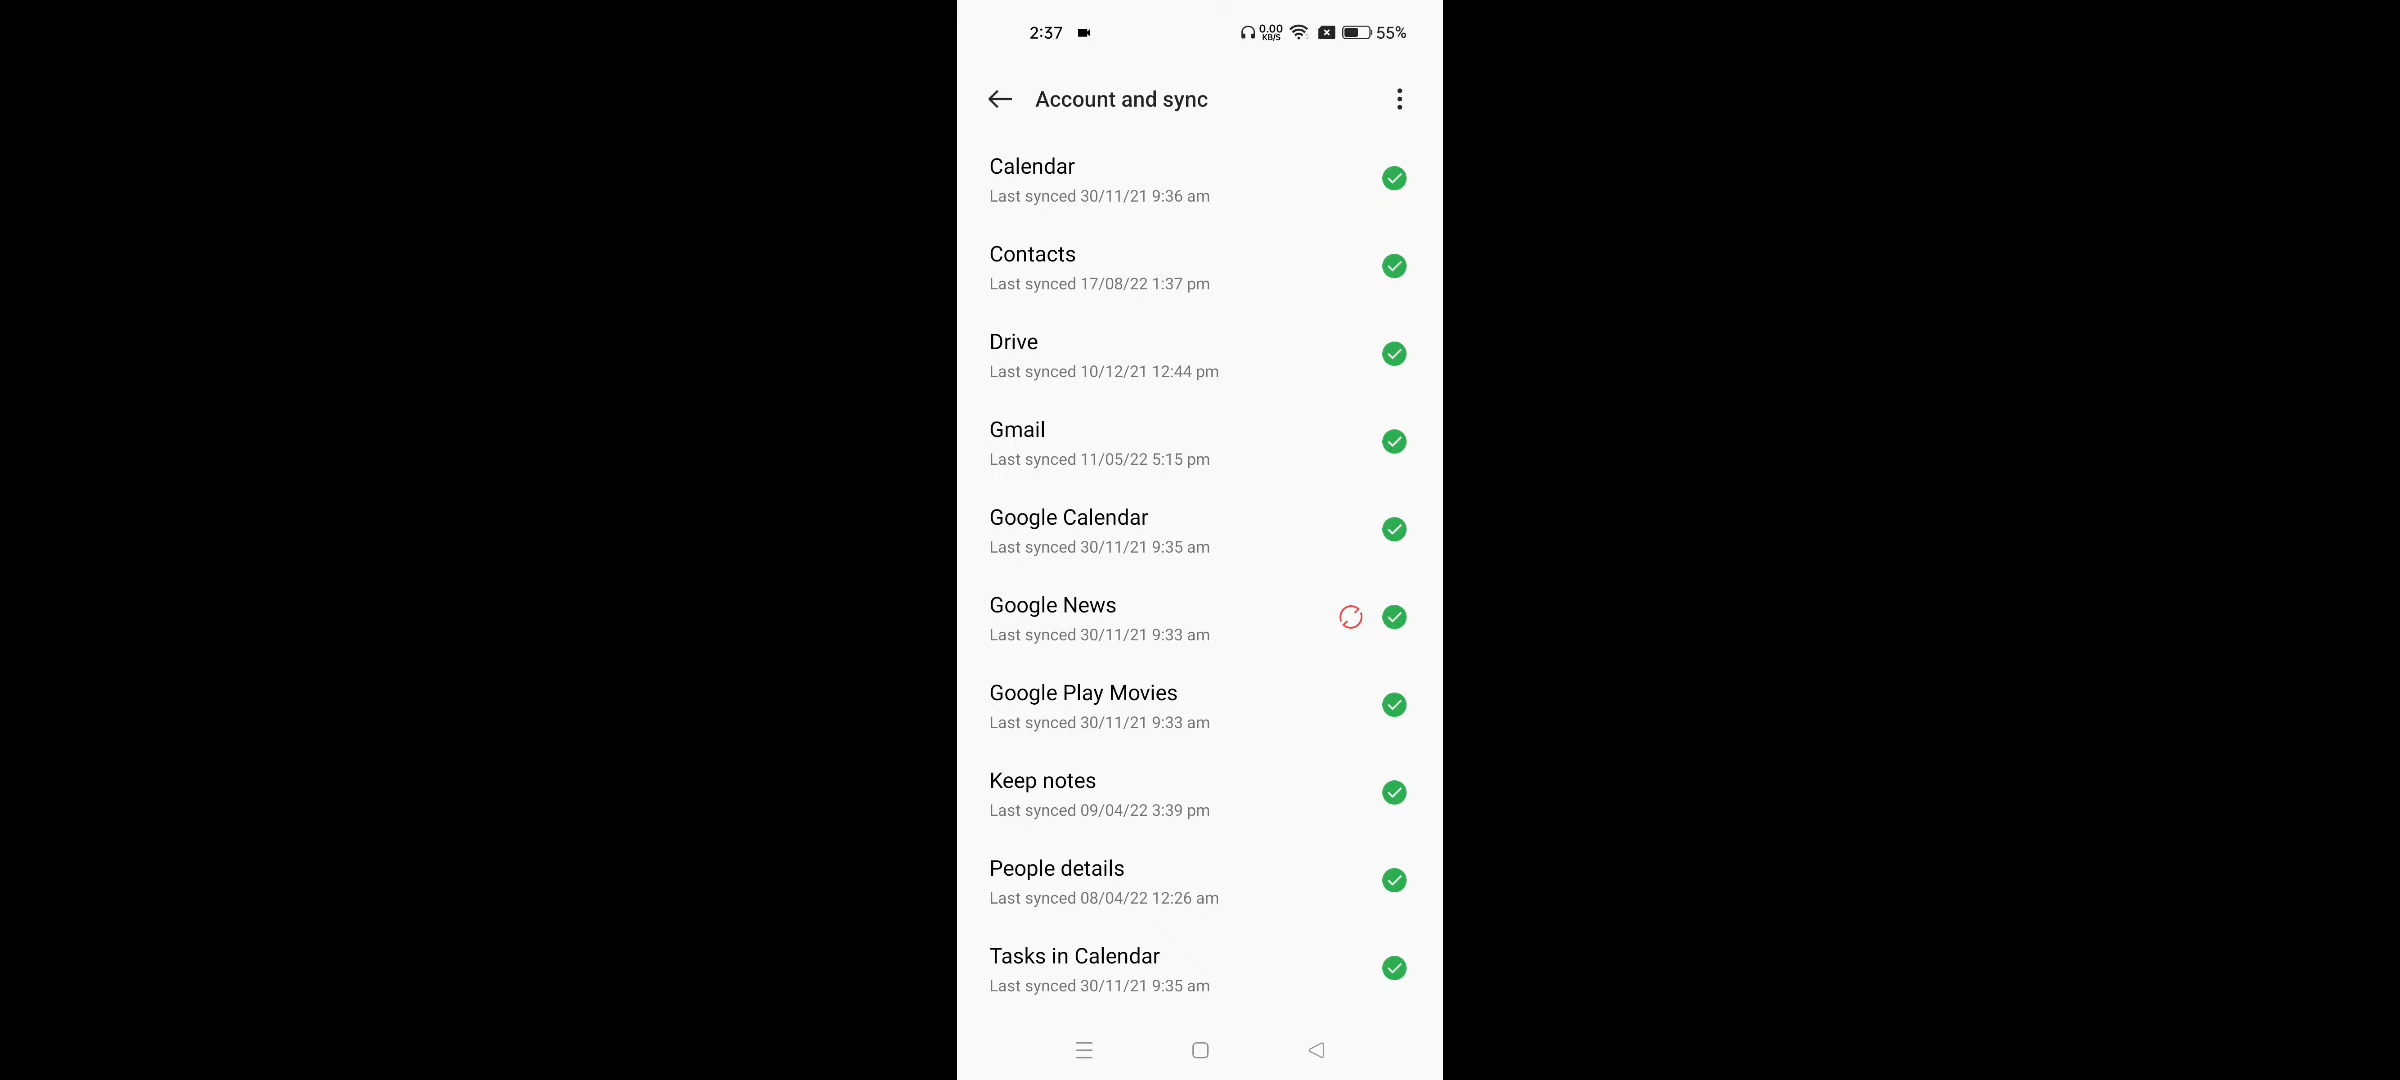 2:37
0.00 KB/S
55%
Account and sync
Calendar
Last synced 30/11/21 9:36 am
Contacts
Last synced 17/08/22 1:37 pm
Drive
Last synced 10/12/21 12:44 pm
Gmail
Last synced 11/05/22 5:15 pm
Google Calendar
Last synced 30/11/21 9:35 am
Google News
Last synced 30/11/21 9:33 am
Google Play Movies
Last synced 30/11/21 9:33 am
Keep notes
Last synced 09/04/22 3:39 pm
People details
Last synced 08/04/22 12:26 am
Tasks in Calendar
Last synced 30/11/21 9:35 am